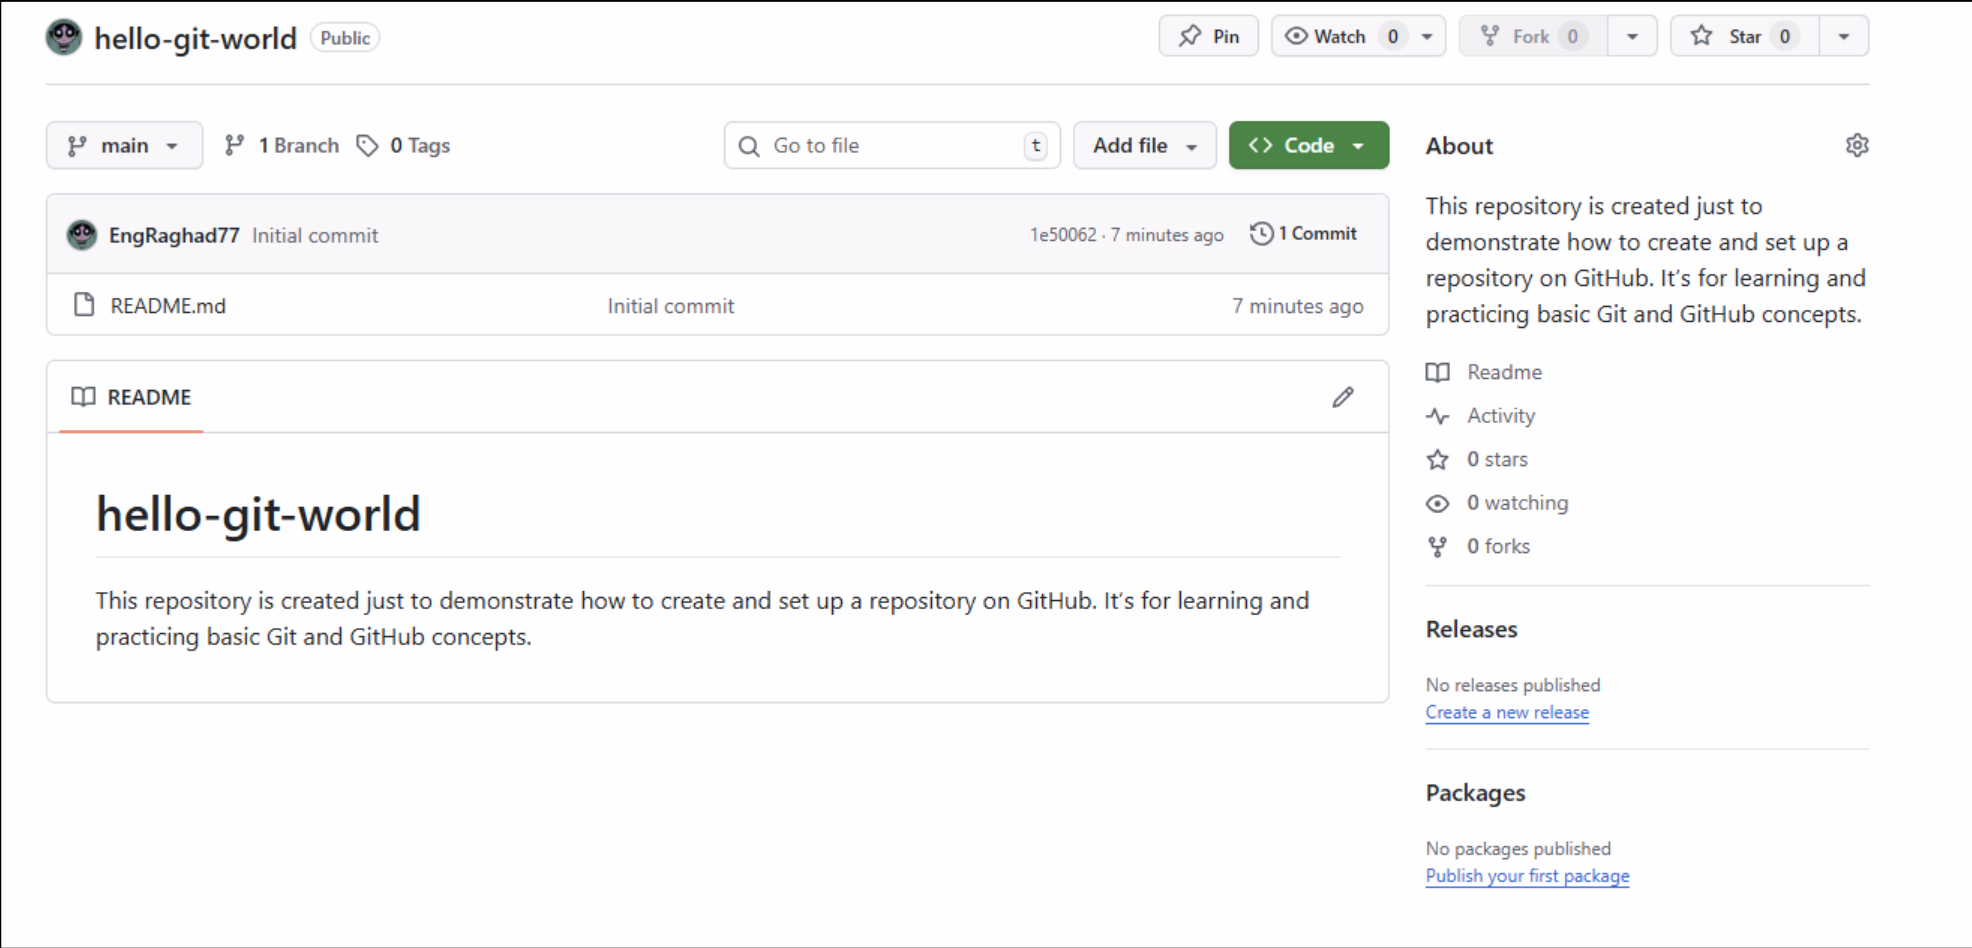 hello-git-world Public
Pin
Watch 0
Fork 0
Star 0
main
1 Branch
0 Tags
Go to file t
Add file
<> Code
EngRaghad77 Initial commit
1e50062 · 7 minutes ago
1 Commit
README.md Initial commit 7 minutes ago
README
hello-git-world
This repository is created just to demonstrate how to create and set up a repository on GitHub. It's for learning and
practicing basic Git and GitHub concepts.
About
This repository is created just to
demonstrate how to create and set up a
repository on GitHub. It's for learning and
practicing basic Git and GitHub concepts.
Readme
Activity
0 stars
0 watching
0 forks
Releases
No releases published
Create a new release
Packages
No packages published
Publish your first package